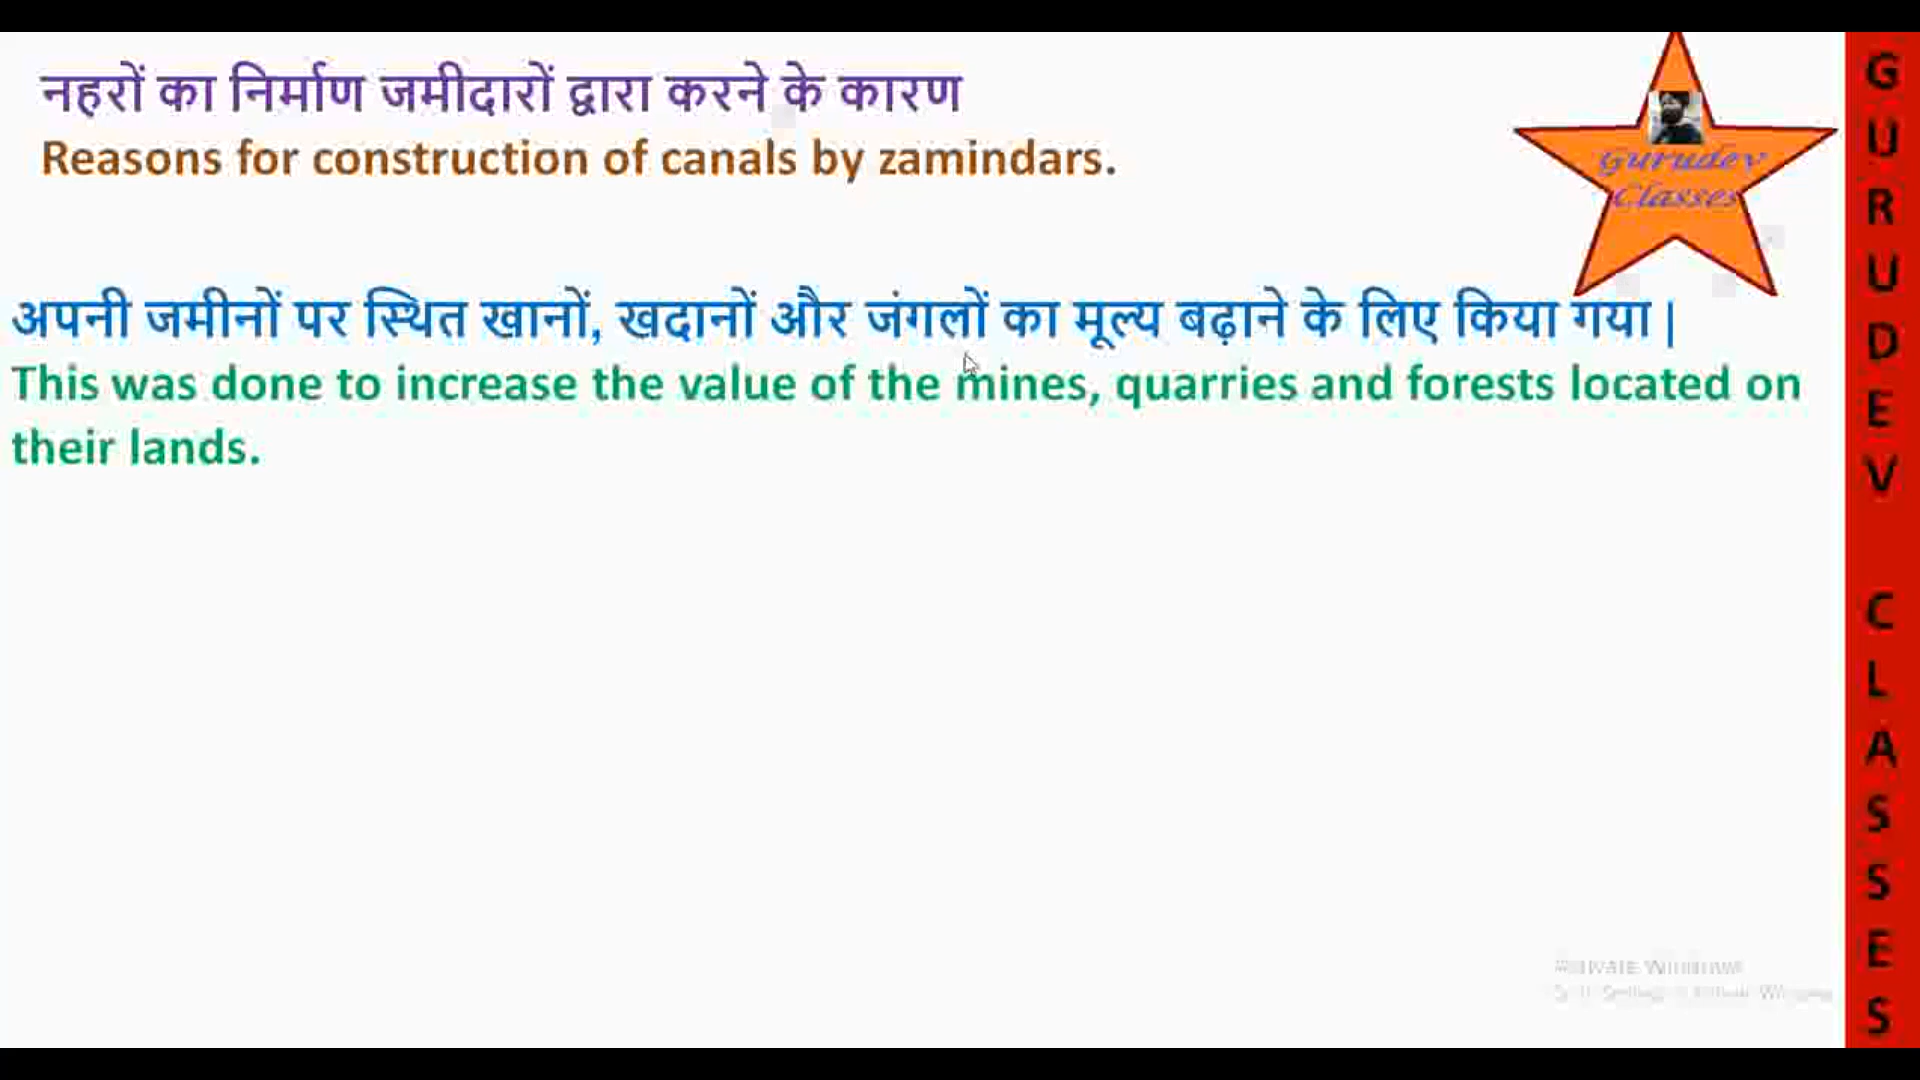 नहरों का निर्माण जमीदारों द्वारा करने के कारण
Reasons for construction of canals by zamindars.
Gurudev
Classes
अपनी जमीनों पर स्थित खानों, खदानों और जंगलों का मूल्य बढ़ाने के लिए किया गया |
This was done to increase the value of the mines, quarries and forests located on
their lands.
Activate Windows
G
U
R
U
D
E
V
C
L
A
S
S
E
S